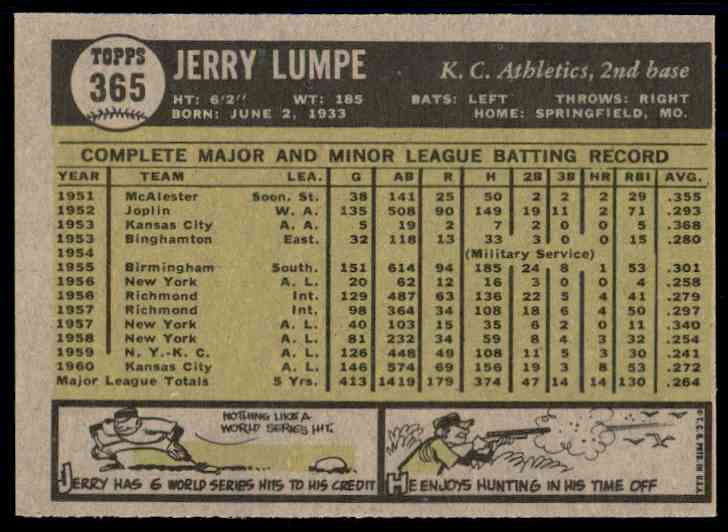 TOPPS
365
JERRY LUMPE
K. C. Athletics, 2nd base
HT: 6'2" WT: 185 BATS: LEFT THROWS: RIGHT
BORN: JUNE 2, 1933 HOME: SPRINGFIELD, MO.
COMPLETE MAJOR AND MINOR LEAGUE BATTING RECORD
YEAR TEAM LEA. G AB R H 2B 3B HR RBI AVG.
1951 McAlester Soon. St. 38 141 25 50 2 2 2 29 .355
1952 Joplin W. A. 135 508 90 149 19 11 2 71 .293
1953 Kansas City A. A. 5 19 2 7 2 0 0 5 .368
1953 Binghamton East. 32 118 13 33 3 0 0 15 .280
1954 (Military Service)
1955 Birmingham South. 151 614 94 185 24 8 1 53 .301
1956 New York A. L. 20 62 12 16 3 0 0 4 .258
1956 Richmond Int. 129 487 63 136 22 5 4 41 .279
1957 Richmond Int. 98 364 34 108 18 6 4 50 .297
1957 New York A. L. 40 103 15 35 6 2 0 11 .340
1958 New York A. L. 81 232 34 59 8 4 3 32 .254
1959 N. Y.-K. C. A. L. 126 448 49 108 11 5 3 30 .241
1960 Kansas City A. L. 146 574 69 156 19 3 8 53 .272
Major League Totals 5 Yrs. 413 1419 179 374 47 14 14 130 .264
NOTHING LIKE A
WORLD SERIES HIT.
JERRY HAS 6 WORLD SERIES HITS TO HIS CREDIT
HE ENJOYS HUNTING IN HIS TIME OFF
© T.C.G. PRTD. IN U.S.A.